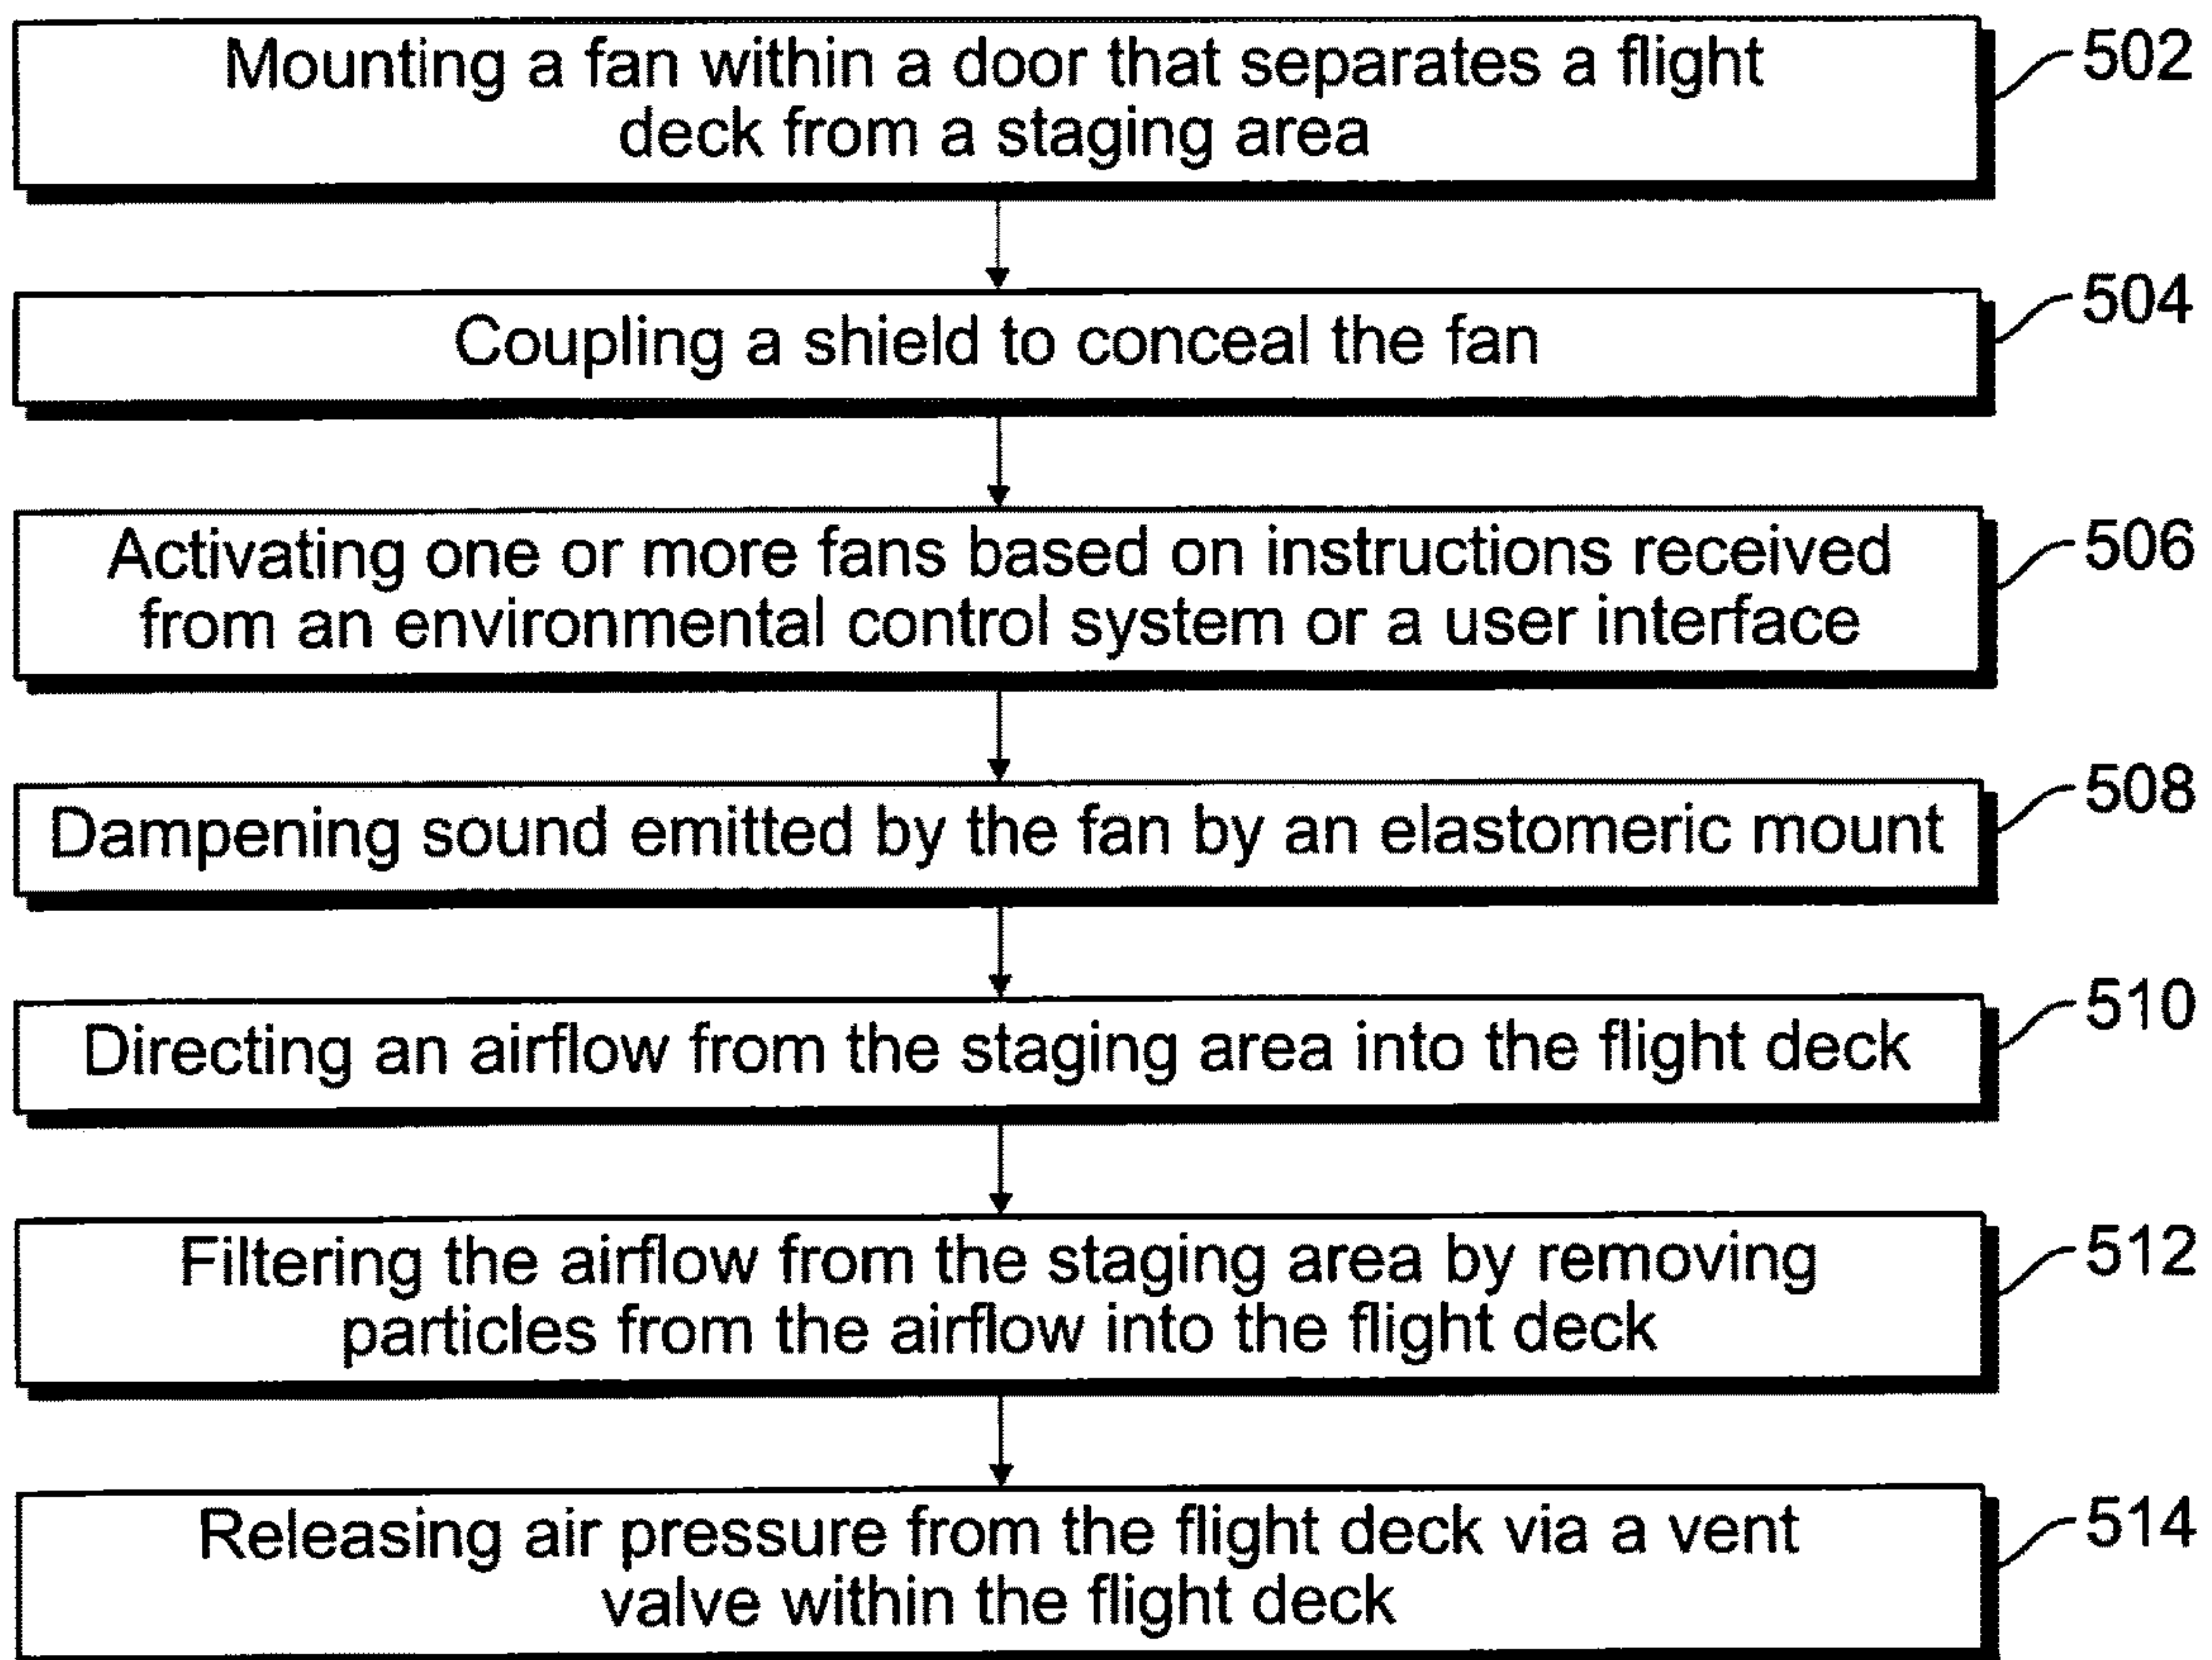 Mounting a fan within a door that separates a flight
deck from a staging area
502
Coupling a shield to conceal the fan
504
Activating one or more fans based on instructions received
from an environmental control system or a user interface
506
Dampening sound emitted by the fan by an elastomeric mount
508
Directing an airflow from the staging area into the flight deck
510
Filtering the airflow from the staging area by removing
particles from the airflow into the flight deck
512
Releasing air pressure from the flight deck via a vent
valve within the flight deck
514